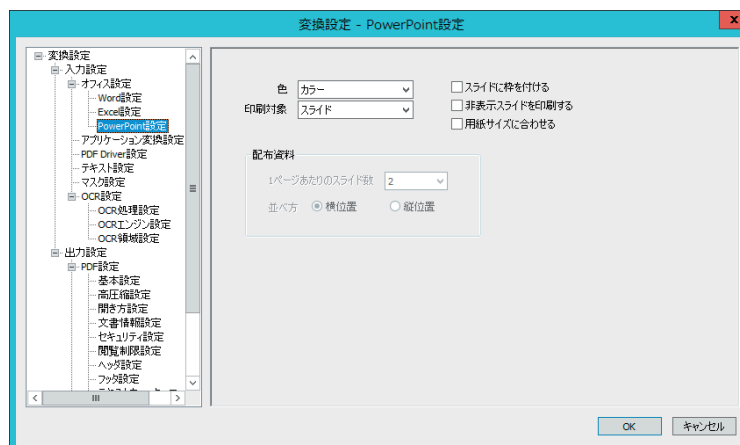 変換設定 - PowerPoint設定
x
変換設定
入力設定
オフィス設定
Word設定
Excel設定
PowerPoint設定
アプリケーション変換設定
PDF Driver設定
テキスト設定
マスク設定
OCR設定
OCR処理設定
OCRエンジン設定
OCR領域設定
出力設定
PDF設定
基本設定
高圧縮設定
開き方設定
文書情報設定
セキュリティ設定
閲覧制限設定
ヘッダ設定
フッタ設定
色 カラー
印刷対象 スライド
スライドに枠を付ける
非表示スライドを印刷する
用紙サイズに合わせる
配布資料
1ページあたりのスライド数 2
並べ方 横位置 縦位置
OK キャンセル